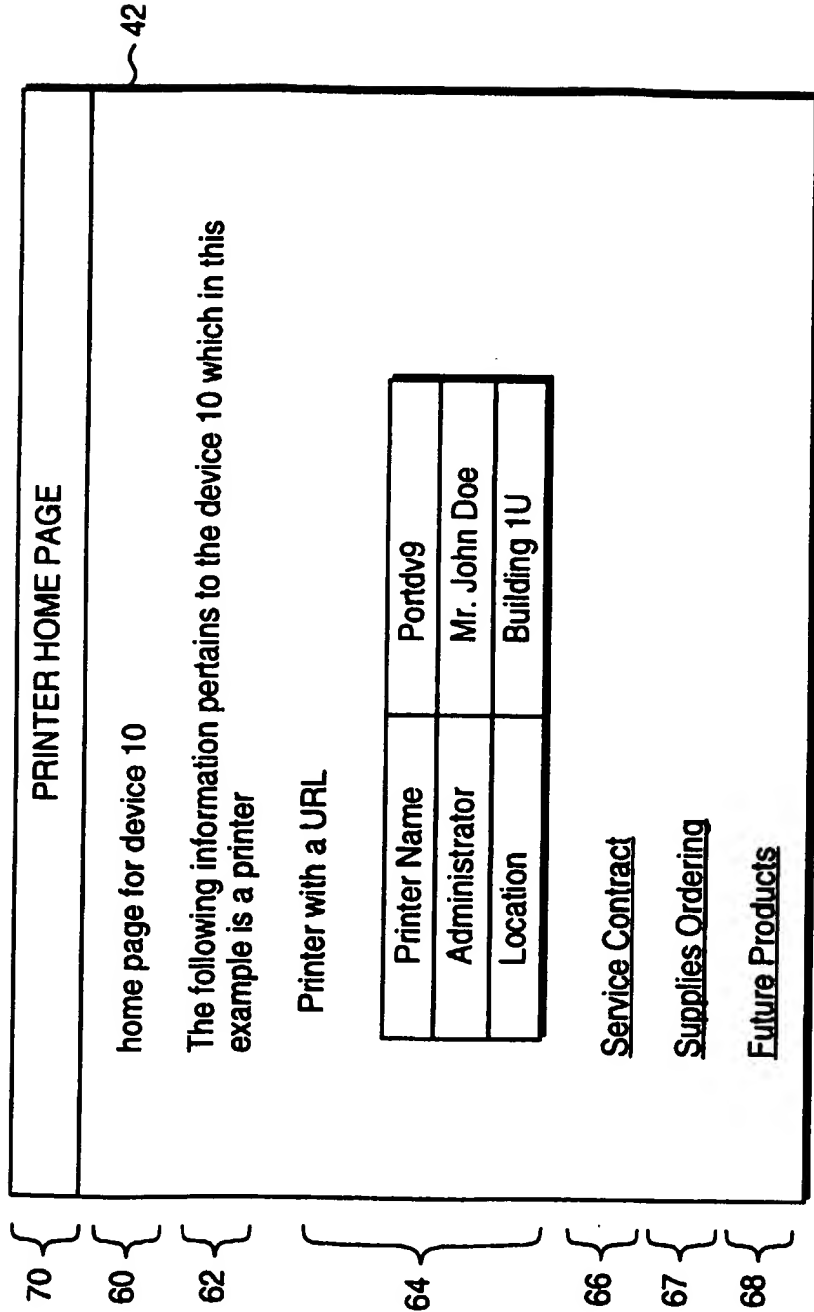 70
PRINTER HOME PAGE
42
60
home page for device 10
62
The following information pertains to the device 10 which in this
example is a printer
64
Printer with a URL
Printer Name Portdv9
Administrator Mr. John Doe
Location Building 1U
66
Service Contract
67
Supplies Ordering
68
Future Products